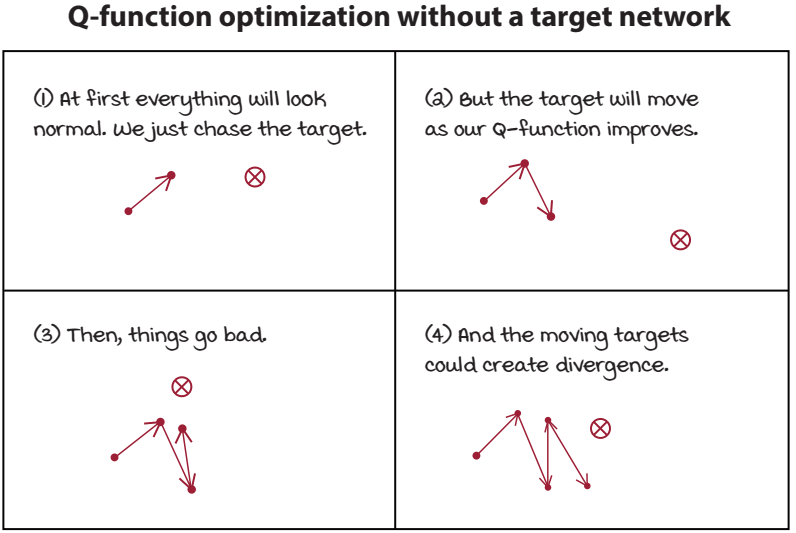 Q-function optimization without a target network
(1) At first everything will look
normal. We just chase the target.
(2) But the target will move
as our Q-function improves.
(3) Then, things go bad.
(4) And the moving targets
could create divergence.